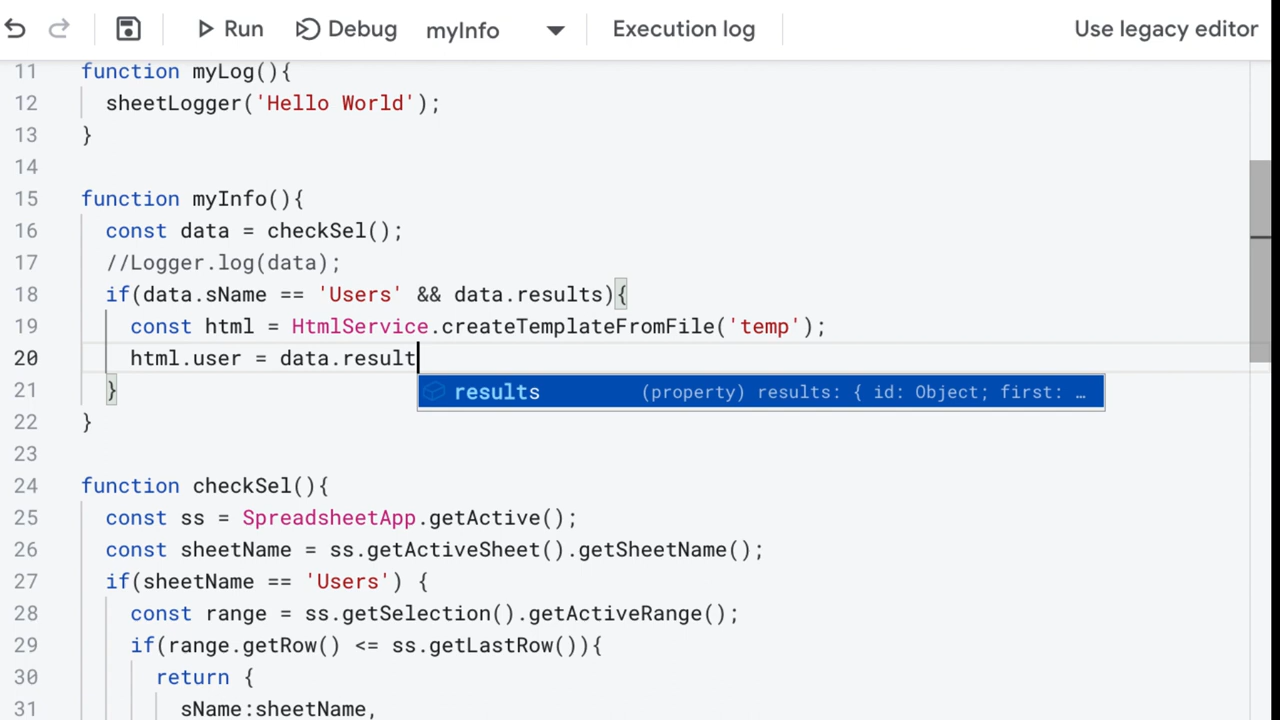 Run Debug myInfo Execution log Use legacy editor
11 function myLog(){
12 sheetLogger('Hello World');
13 }
14
15 function myInfo(){
16 const data = checkSel();
17 //Logger.log(data);
18 if(data.sName == 'Users' && data.results){
19 const html = HtmlService.createTemplateFromFile('temp');
20 html.user = data.result
21 }
results (property) results: { id: Object; first: …
22 }
23
24 function checkSel(){
25 const ss = SpreadsheetApp.getActive();
26 const sheetName = ss.getActiveSheet().getSheetName();
27 if(sheetName == 'Users') {
28 const range = ss.getSelection().getActiveRange();
29 if(range.getRow() <= ss.getLastRow()){
30 return {
31 sName:sheetName,